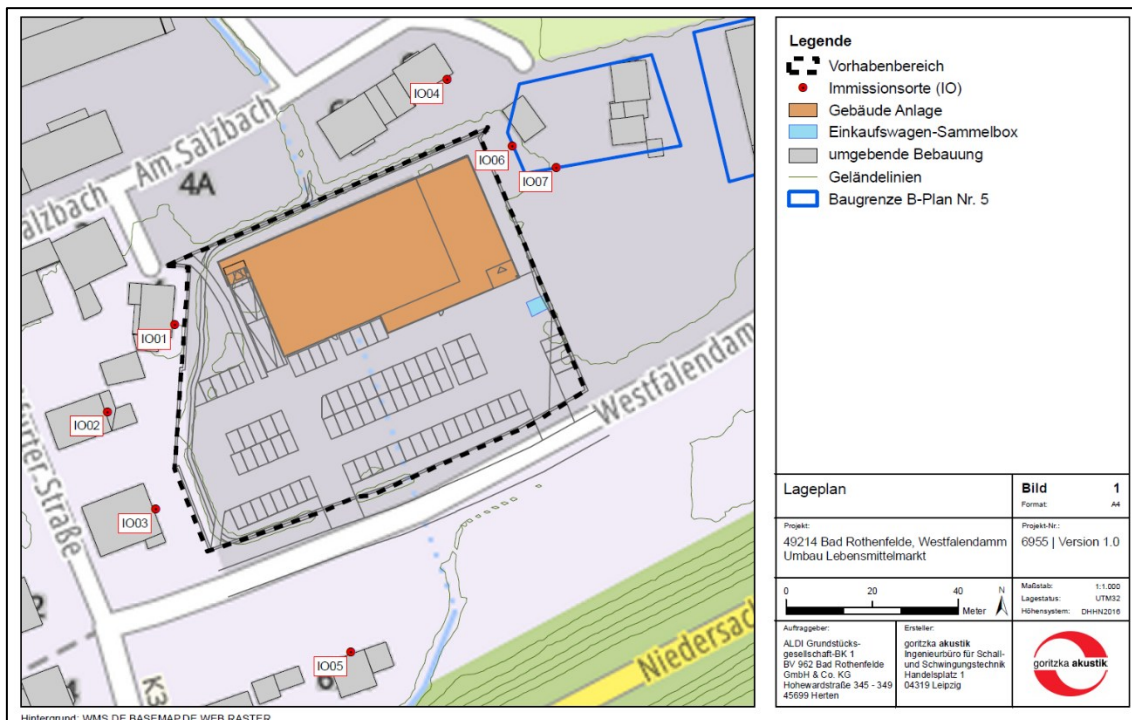 Am Salzbach
alzbach
4A
6
IO04
IO06
IO07
IO01
IO02
IO03
IO05
6
furter-Straße
Westfalendam
Niedersac
K3
Hintergrund: WMS DE BASEMAP.DE WEB RASTER
Legende
Vorhabenbereich
Immissionsorte (IO)
Gebäude Anlage
Einkaufswagen-Sammelbox
umgebende Bebauung
Geländelinien
Baugrenze B-Plan Nr. 5
Lageplan
Bild 1
Format: A4
Projekt:
49214 Bad Rothenfelde, Westfalendamm
Umbau Lebensmittelmarkt
Projekt-Nr.:
6955 | Version 1.0
0 20 40
Meter
N
Maßstab: 1:1.000
Lagestatus: UTM32
Höhensystem: DHHN2016
Auftraggeber:
ALDI Grundstücks-
gesellschaft-BK 1
BV 962 Bad Rothenfelde
GmbH & Co. KG
Hohewardstraße 345 - 349
45699 Herten
Ersteller:
goritzka akustik
Ingenieurbüro für Schall-
und Schwingungstechnik
Handelsplatz 1
04319 Leipzig
goritzka akustik